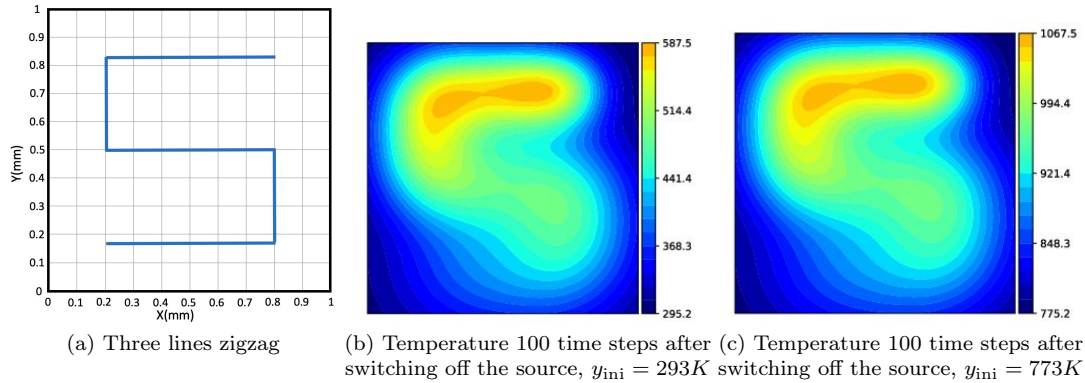 1
0.9
0.8
0.7
0.6
0.5
0.4
0.3
0.2
0.1
0
Y(mm)
0 0.1 0.2 0.3 0.4 0.5 0.6 0.7 0.8 0.9 1
X(mm)
587.5
514.4
441.4
368.3
295.2
1067.5
994.4
921.4
848.3
775.2
(a) Three lines zigzag
(b) Temperature 100 time steps after
switching off the source, y_ini = 293K
(c) Temperature 100 time steps after
switching off the source, y_ini = 773K